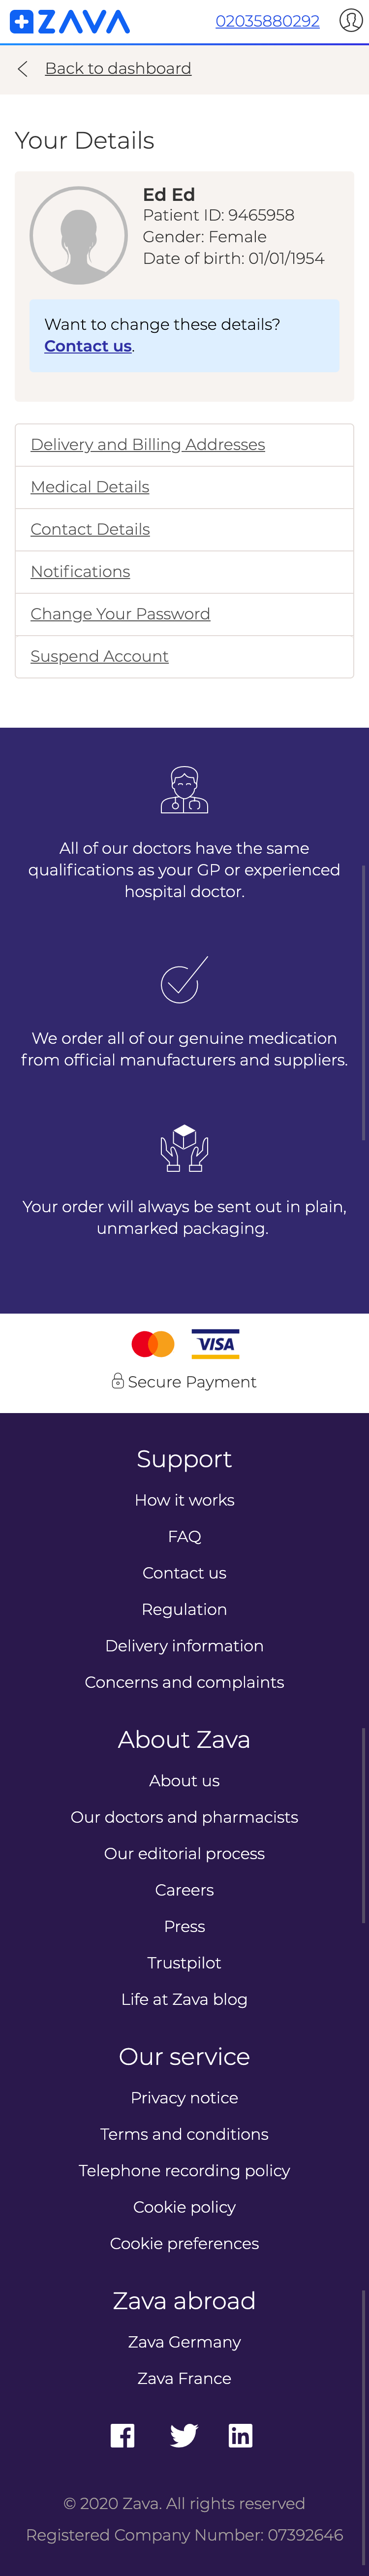 ZAVA
02035880292
Back to dashboard
Your Details
Ed Ed
Patient ID: 9465958
Gender: Female
Date of birth: 01/01/1954
Want to change these details?
Contact us.
Delivery and Billing Addresses
Medical Details
Contact Details
Notifications
Change Your Password
Suspend Account
All of our doctors have the same
qualifications as your GP or experienced
hospital doctor.
We order all of our genuine medication
from official manufacturers and suppliers.
Your order will always be sent out in plain,
unmarked packaging.
VISA
Secure Payment
Support
How it works
FAQ
Contact us
Regulation
Delivery information
Concerns and complaints
About Zava
About us
Our doctors and pharmacists
Our editorial process
Careers
Press
Trustpilot
Life at Zava blog
Our service
Privacy notice
Terms and conditions
Telephone recording policy
Cookie policy
Cookie preferences
Zava abroad
Zava Germany
Zava France
© 2020 Zava. All rights reserved
Registered Company Number: 07392646